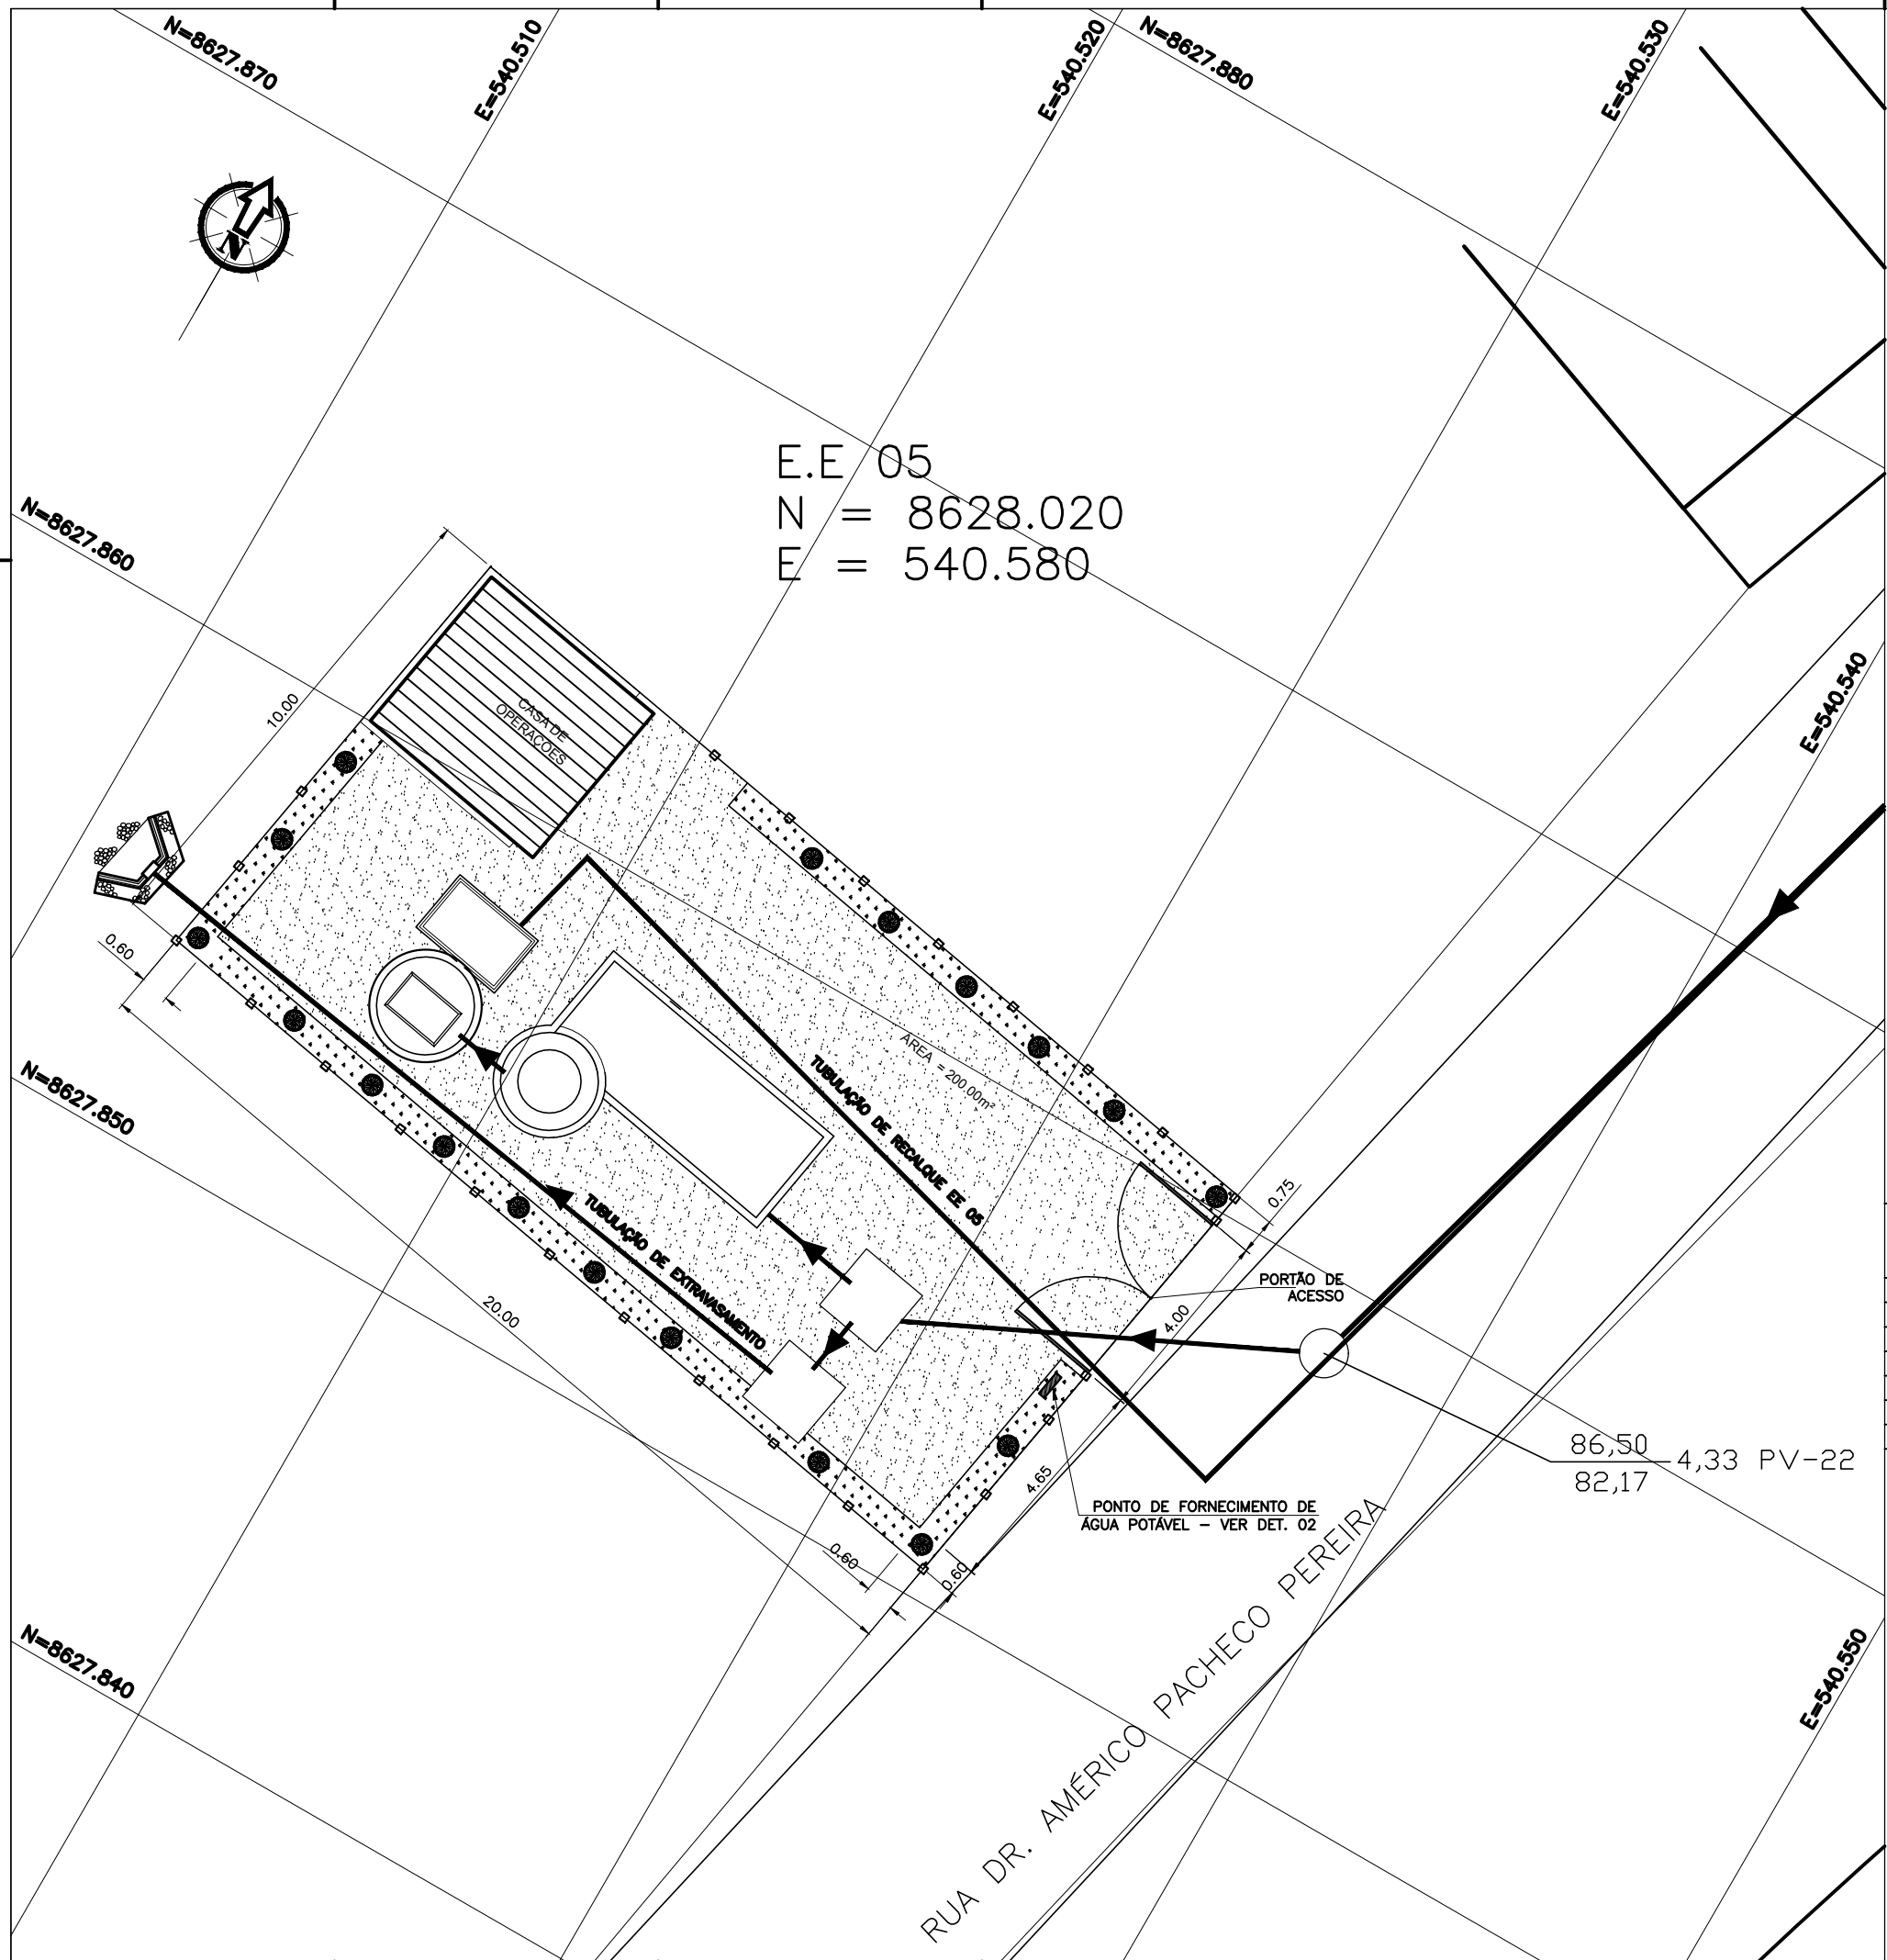 N=8627.870
E=540.510
E=540.520
N=8627.880
E=540.530
N
E.E 05
N = 8628.020
E = 540.580
N=8627.860
E=540.540
10.00
CASA DE
OPERAÇOES
0.60
ÁREA = 200.00m²
TUBULAÇÃO DE RECALQUE EE 05
N=8627.850
TUBULAÇÃO DE EXTRAVASAMENTO
20.00
0.75
PORTÃO DE
ACESSO
4.00
86,50
82,17
4,33 PV-22
4.65
PONTO DE FORNECIMENTO DE
ÁGUA POTÁVEL – VER DET. 02
0.60
0.60
RUA DR. AMÉRICO PACHECO PEREIRA
N=8627.840
E=540.550